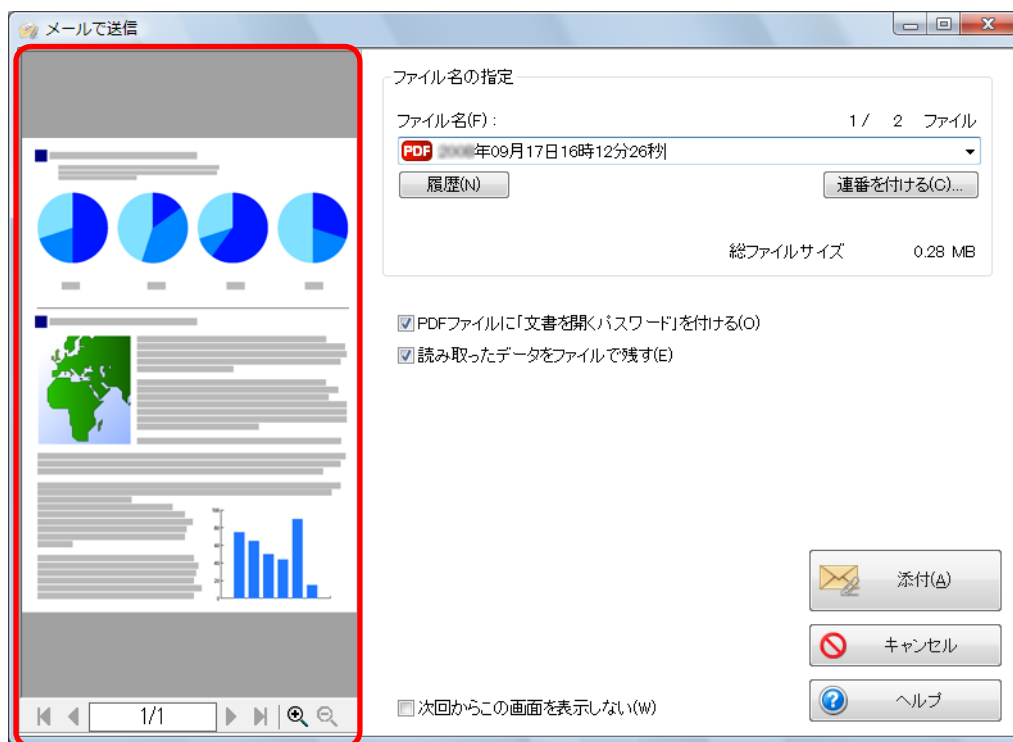 メールで送信
ファイル名の指定
ファイル名(F):
1/ 2 ファイル
PDF 年09月17日16時12分26秒
履歴(N)
連番を付ける(C)...
総ファイルサイズ 0.28 MB
PDFファイルに「文書を開くパスワード」を付ける(O)
読み取ったデータをファイルで残す(E)
添付(A)
キャンセル
ヘルプ
次回からこの画面を表示しない(W)
1/1